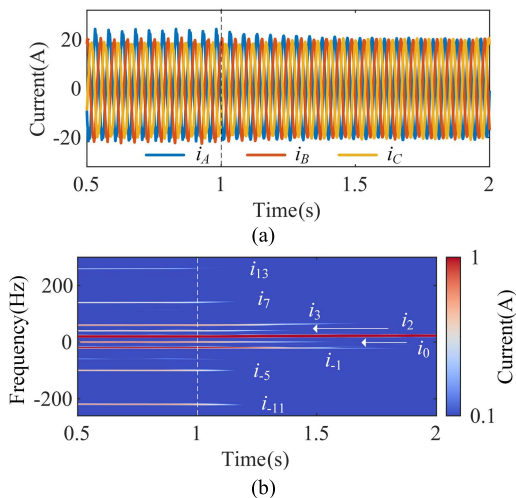 (a)
20
0
-20
Current(A)
i_A i_B i_C
0.5 1 1.5 2
Time(s)
(a)
(b)
200
0
-200
Frequency(Hz)
i_13
i_7
i_3
i_2
i_0
i_-1
i_-5
i_-11
1
0.1
Current(A)
0.5 1 1.5 2
Time(s)
(b)